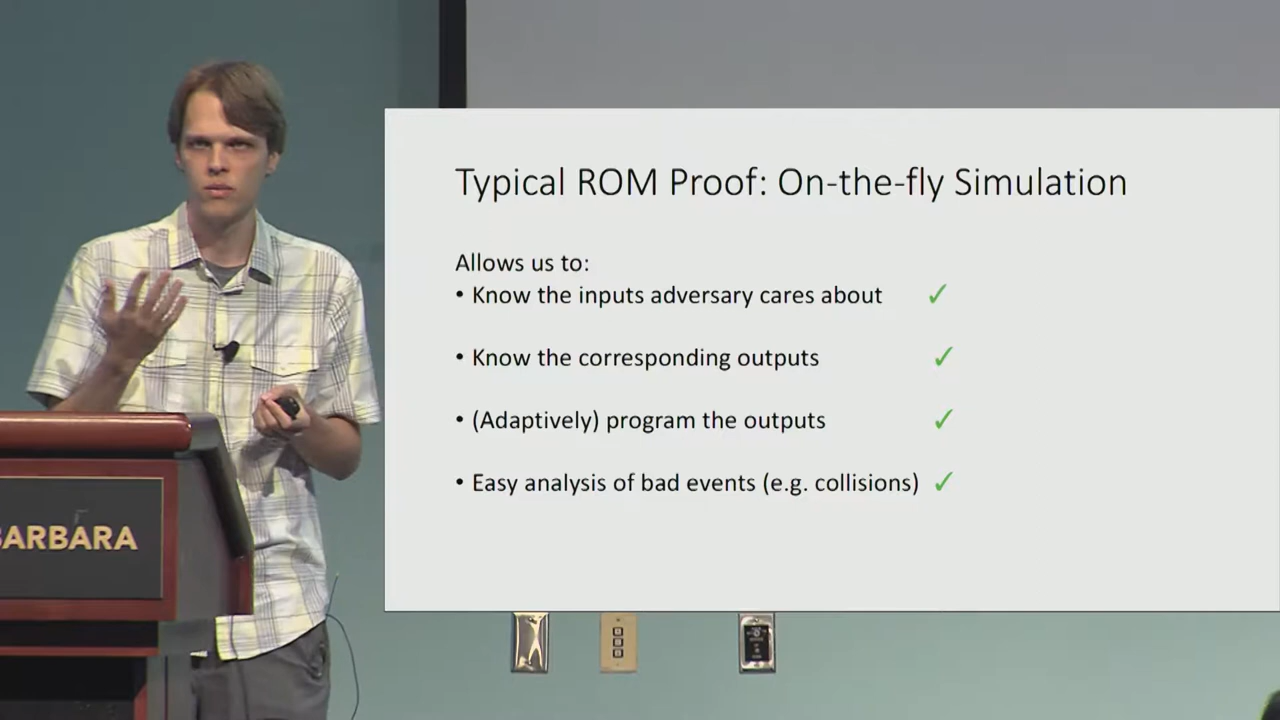 Typical ROM Proof: On-the-fly Simulation
Allows us to:
• Know the inputs adversary cares about ✓
• Know the corresponding outputs ✓
• (Adaptively) program the outputs ✓
• Easy analysis of bad events (e.g. collisions) ✓
BARBARA